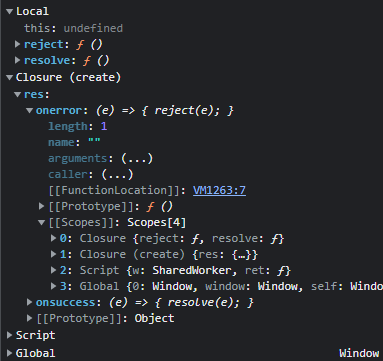 Local
this: undefined
reject: ƒ ()
resolve: ƒ ()
Closure (create)
res:
onerror: (e) => { reject(e); }
length: 1
name: ""
arguments: (...)
caller: (...)
[[FunctionLocation]]: VM1263:7
[[Prototype]]: ƒ ()
[[Scopes]]: Scopes[4]
0: Closure {reject: ƒ, resolve: ƒ}
1: Closure (create) {res: {…}}
2: Script {w: SharedWorker, ret: ƒ}
3: Global {0: Window, window: Window, self: Windo
onsuccess: (e) => { resolve(e); }
[[Prototype]]: Object
Script
Global Window